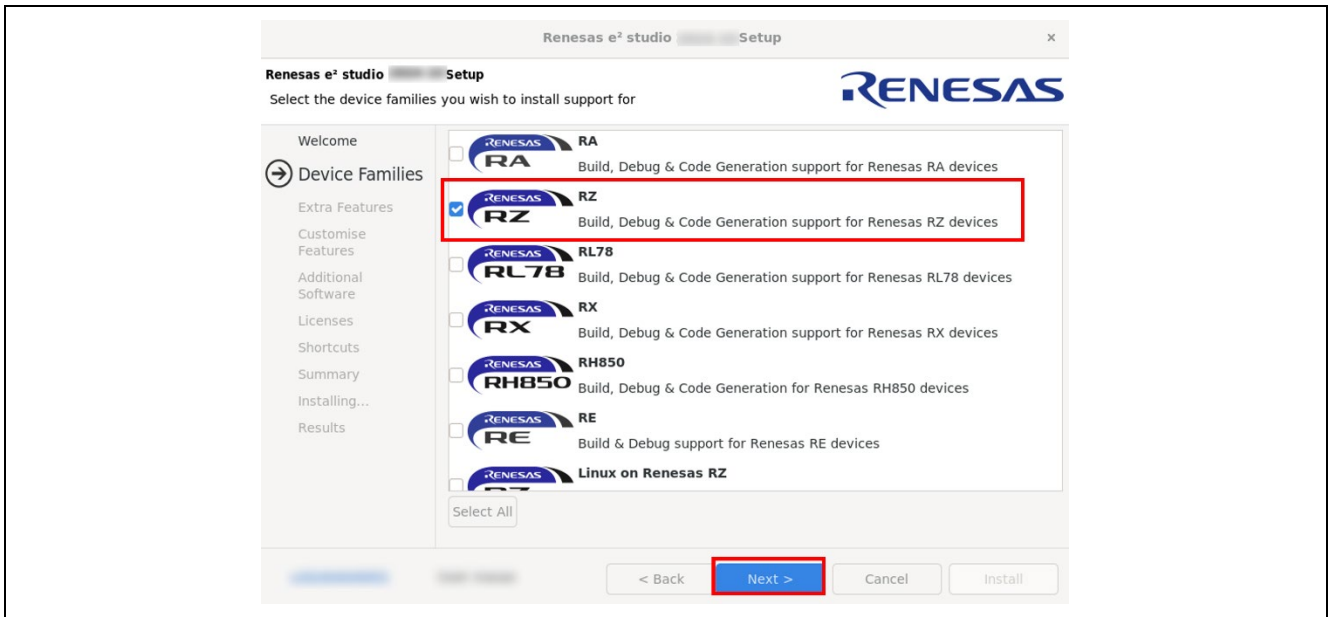 Renesas e² studio Setup
×
Renesas e² studio Setup
Select the device families you wish to install support for
RENESAS
Welcome
Device Families
Extra Features
Customise
Features
Additional
Software
Licenses
Shortcuts
Summary
Installing...
Results
RENESAS
RA
RA
Build, Debug & Code Generation support for Renesas RA devices
RENESAS
RZ
RZ
Build, Debug & Code Generation support for Renesas RZ devices
RENESAS
RL78
RL78
Build, Debug & Code Generation support for Renesas RL78 devices
RENESAS
RX
RX
Build, Debug & Code Generation support for Renesas RX devices
RENESAS
RH850
RH850
Build, Debug & Code Generation for Renesas RH850 devices
RENESAS
RE
RE
Build & Debug support for Renesas RE devices
RENESAS
Linux on Renesas RZ
Select All
< Back
Next >
Cancel
Install